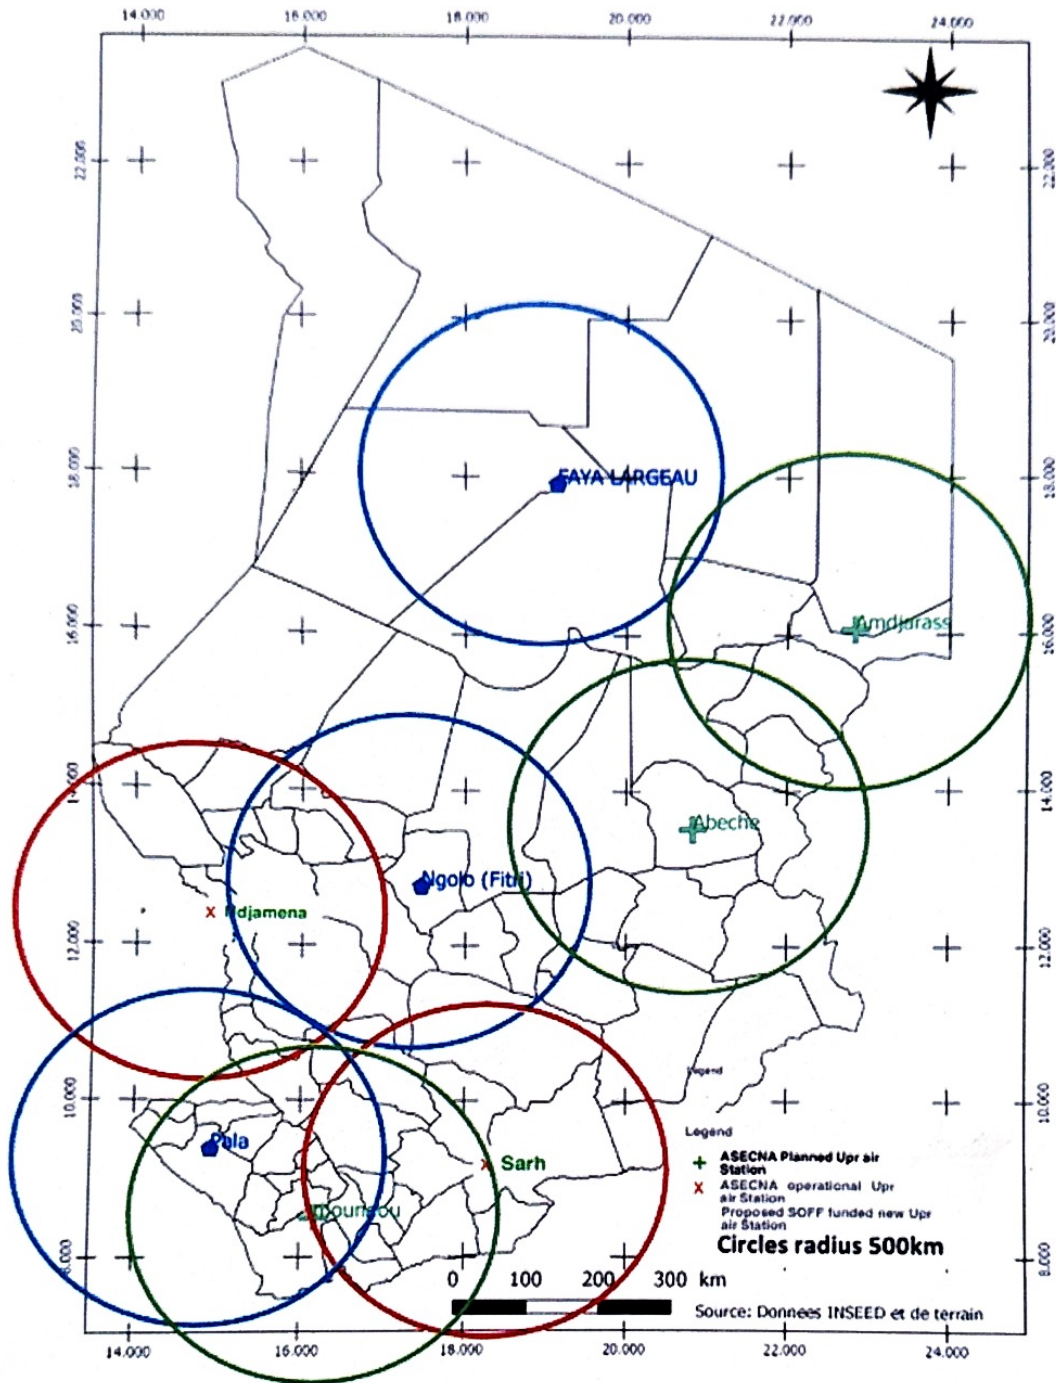 14.000 16.000 18.000 20.000 22.000 24.000
22.000 22.000
20.000 20.000
FAYA LARGEAU
18.000 18.000
Amdjarass
16.000 16.000
14.000 14.000
Abeche
Ngolo (Fitri)
Ndjamena
12.000 12.000
Legend
10.000 10.000
Legend
Pala
Sarh
ASECNA Planned Upr air
Station
ASECNA operational Upr
air Station
Proposed SOFF funded new Upr
air Station
Circles radius 500km
8.000 8.000
0 100 200 300 km
Source: Donnees INSEED et de terrain
14.000 16.000 18.000 20.000 22.000 24.000